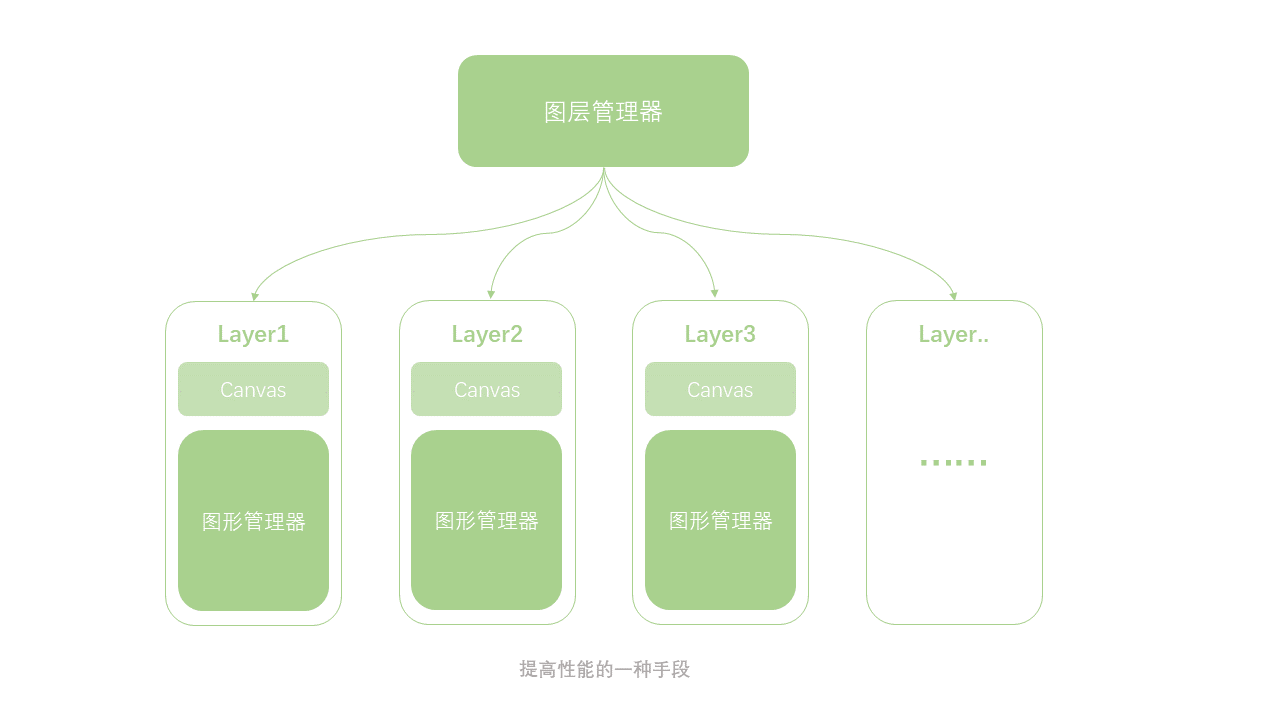 图层管理器
Layer1
Layer2
Layer3
Layer..
Canvas
Canvas
Canvas
图形管理器
图形管理器
图形管理器
······
提高性能的一种手段